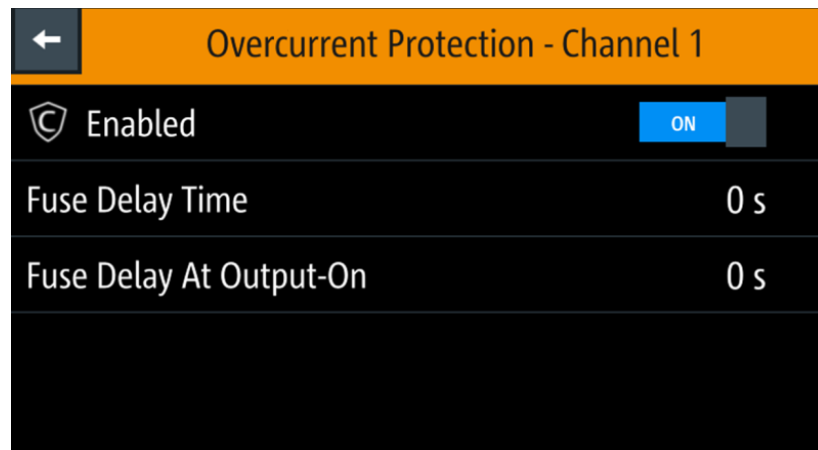 Overcurrent Protection - Channel 1
C Enabled ON
Fuse Delay Time 0 s
Fuse Delay At Output-On 0 s